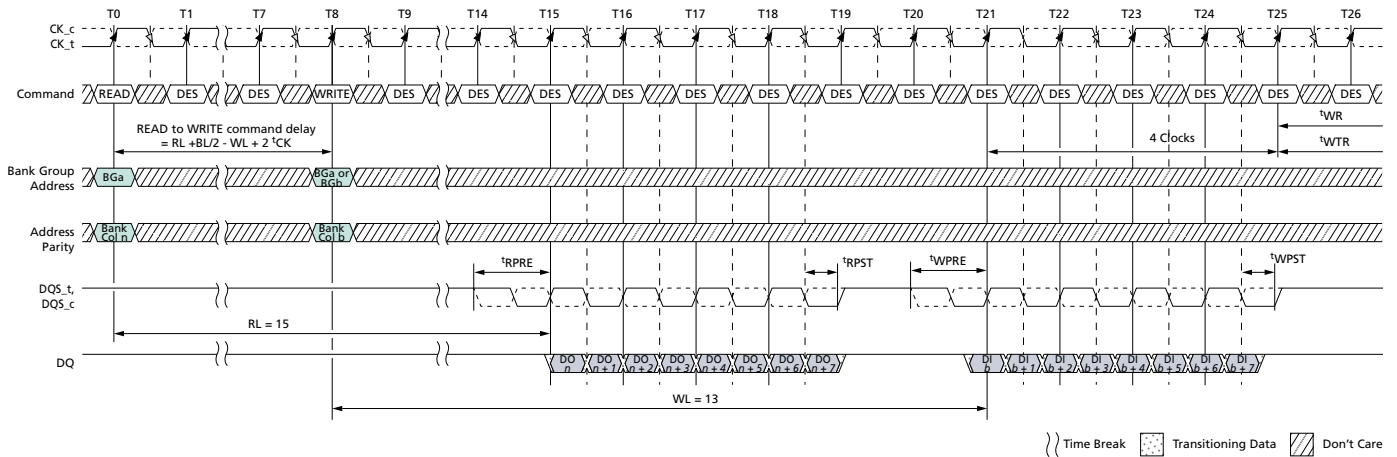 T0 T1 T7 T8 T9 T14 T15 T16 T17 T18 T19 T20 T21 T22 T23 T24 T25 T26
CK_c
CK_t
Command READ DES DES WRITE DES DES DES DES DES DES DES DES DES DES DES DES DES DES
READ to WRITE command delay
= RL +BL/2 - WL + 2 tCK
4 Clocks
tWR
tWTR
Bank Group
Address
BGa
BGa or
BGb
Address
Parity
Bank
Col n
Bank
Col b
tRPRE tRPST tWPRE tWPST
DQS_t,
DQS_c
RL = 15
DQ
DO
n
DO
n + 1
DO
n + 2
DO
n + 3
DO
n + 4
DO
n + 5
DO
n + 6
DO
n + 7
DI
b
DI
b + 1
DI
b + 2
DI
b + 3
DI
b + 4
DI
b + 5
DI
b + 6
DI
b + 7
WL = 13
Time Break Transitioning Data Don't Care